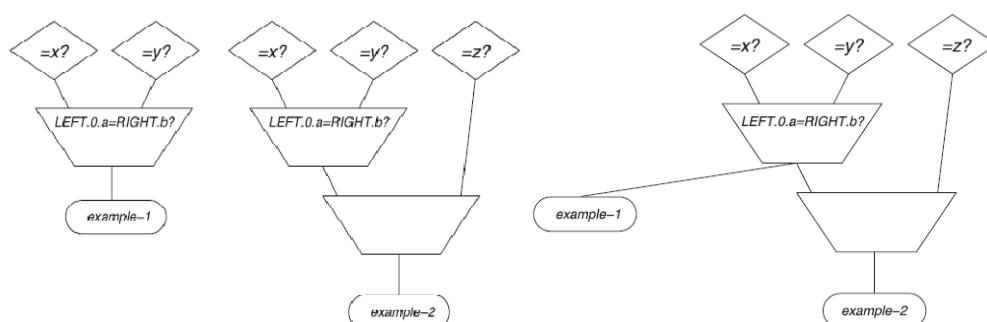 =x?
=y?
=x?
=y?
=z?
=x?
=y?
=z?
LEFT.0.a=RIGHT.b?
LEFT.0.a=RIGHT.b?
LEFT.0.a=RIGHT.b?
example-1
example-1
example-2
example-2